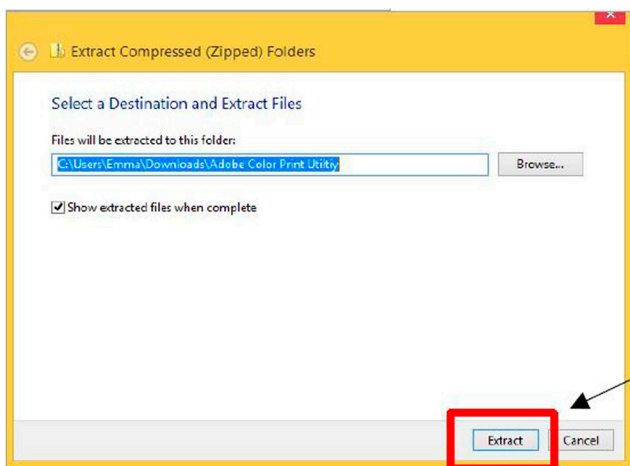 Extract Compressed (Zipped) Folders
Select a Destination and Extract Files
Files will be extracted to this folder:
C:\Users\Emma\Downloads\Adobe Color Print Utiltiy
Browse...
Show extracted files when complete
Extract
Cancel